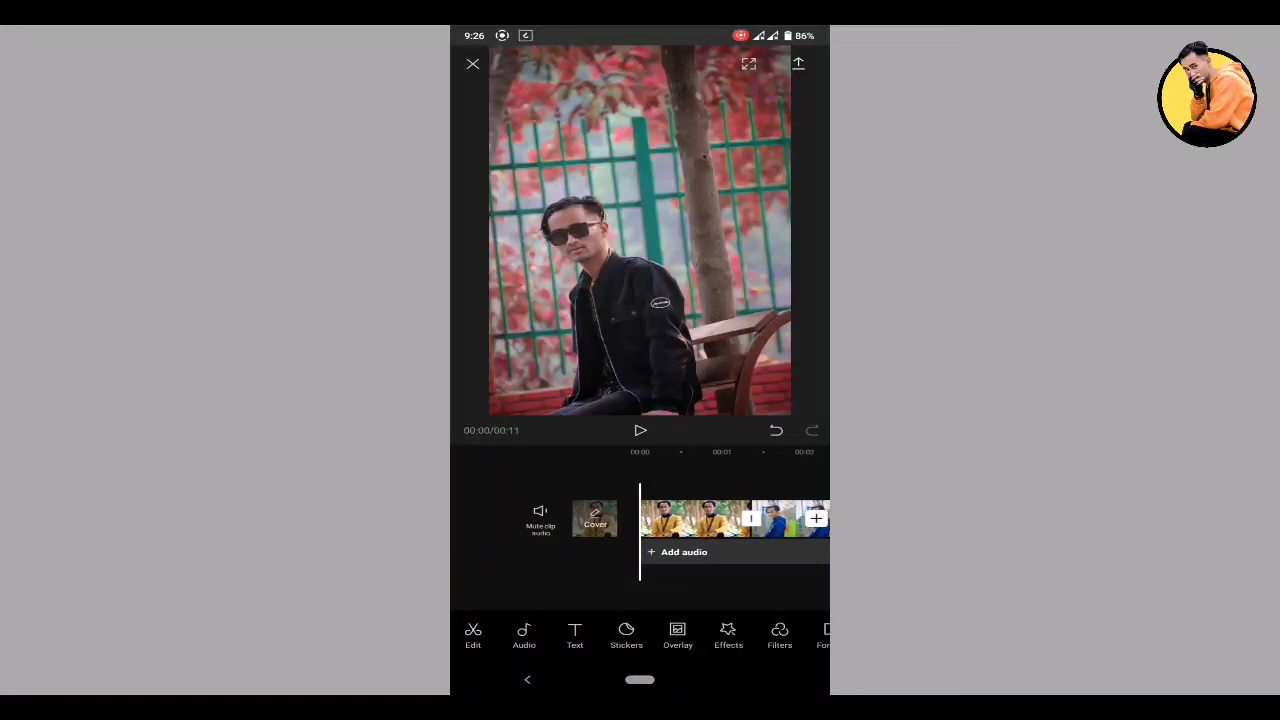 9:26
86%
00:00/00:11
00:00
00:01
00:02
Mute clip
audio
Cover
Add audio
Edit
Audio
Text
Stickers
Overlay
Effects
Filters
For